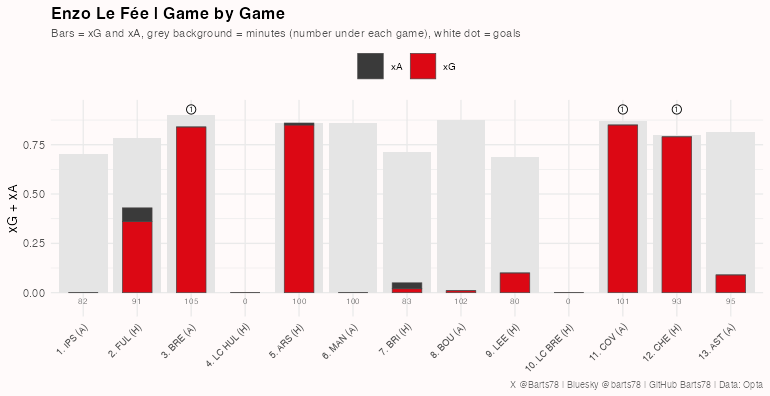 Enzo Le Fée | Game by Game
Bars = xG and xA, grey background = minutes (number under each game), white dot = goals
xA xG
1 1 1
0.75
0.50
0.25
0.00
xG + xA
82 91 105 0 100 100 83 102 80 0 101 93 95
1. IPS (A)
2. FUL (H)
3. BRE (A)
4. LC HUL (H)
5. ARS (H)
6. MAN (A)
7. BRI (H)
8. BOU (A)
9. LEE (H)
10. LC BRE (H)
11. COV (A)
12. CHE (H)
13. AST (A)
X @Barts78 | Bluesky @barts78 | GitHub Barts78 | Data: Opta